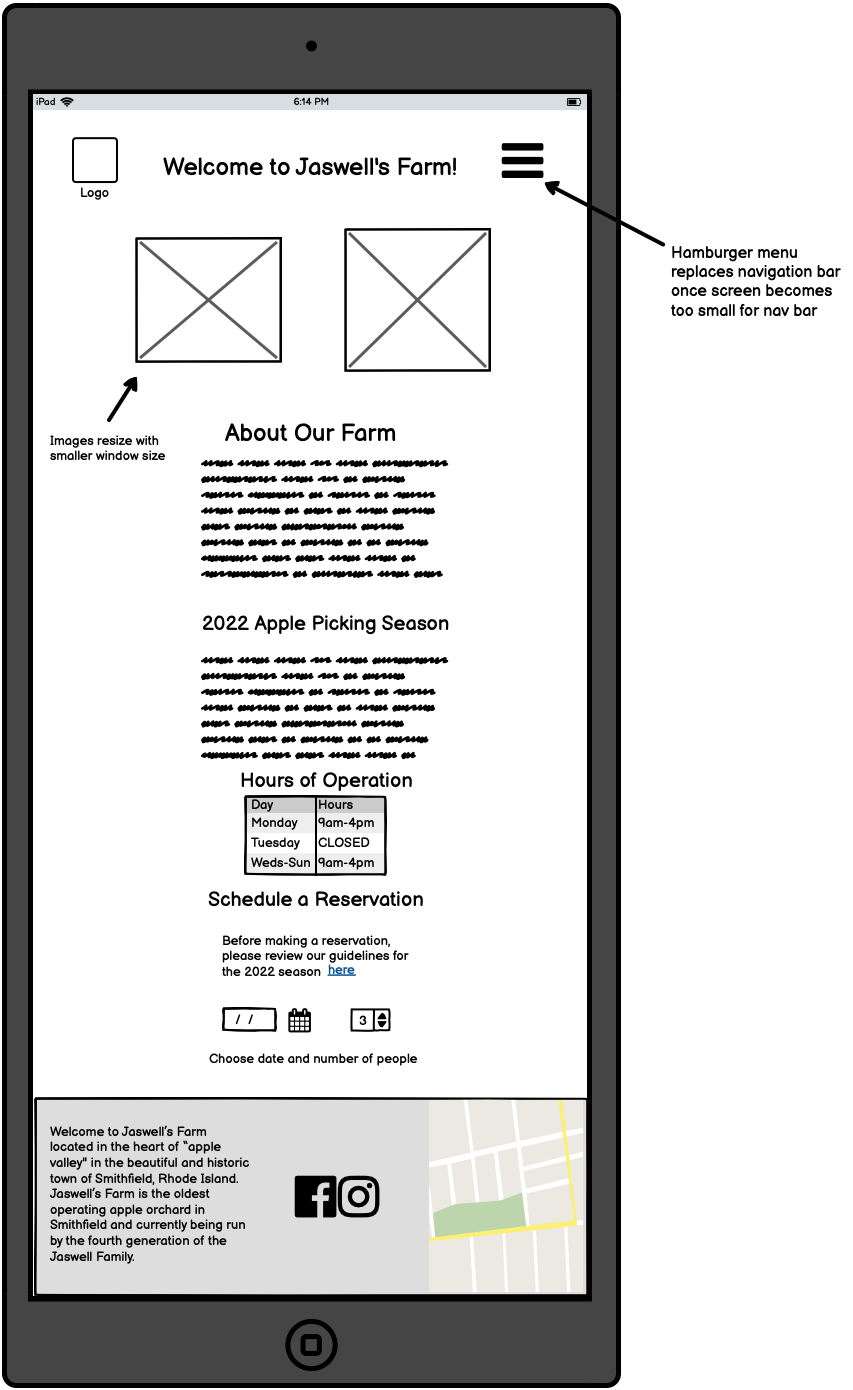 iPad
6:14 PM
Logo
Welcome to Jaswell's Farm!
Hamburger menu
replaces navigation bar
once screen becomes
too small for nav bar
Images resize with
smaller window size
About Our Farm
2022 Apple Picking Season
Hours of Operation
Day Hours
Monday 9am-4pm
Tuesday CLOSED
Weds-Sun 9am-4pm
Schedule a Reservation
Before making a reservation,
please review our guidelines for
the 2022 season here
/ /
3
Choose date and number of people
Welcome to Jaswell's Farm
located in the heart of "apple
valley" in the beautiful and historic
town of Smithfield, Rhode Island.
Jaswell's Farm is the oldest
operating apple orchard in
Smithfield and currently being run
by the fourth generation of the
Jaswell Family.